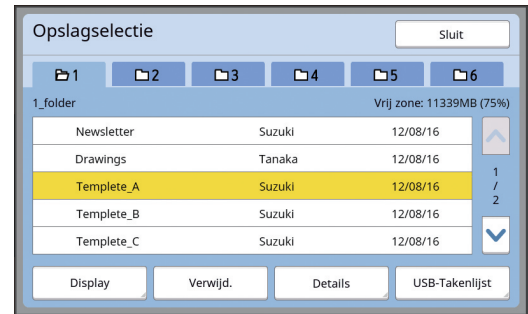 Opslagselectie Sluit
1 2 3 4 5 6
1_folder Vrij zone: 11339MB (75%)
Newsletter Suzuki 12/08/16
Drawings Tanaka 12/08/16
Templete_A Suzuki 12/08/16
Templete_B Suzuki 12/08/16
Templete_C Suzuki 12/08/16
1
/
2
Display Verwijd. Details USB-Takenlijst